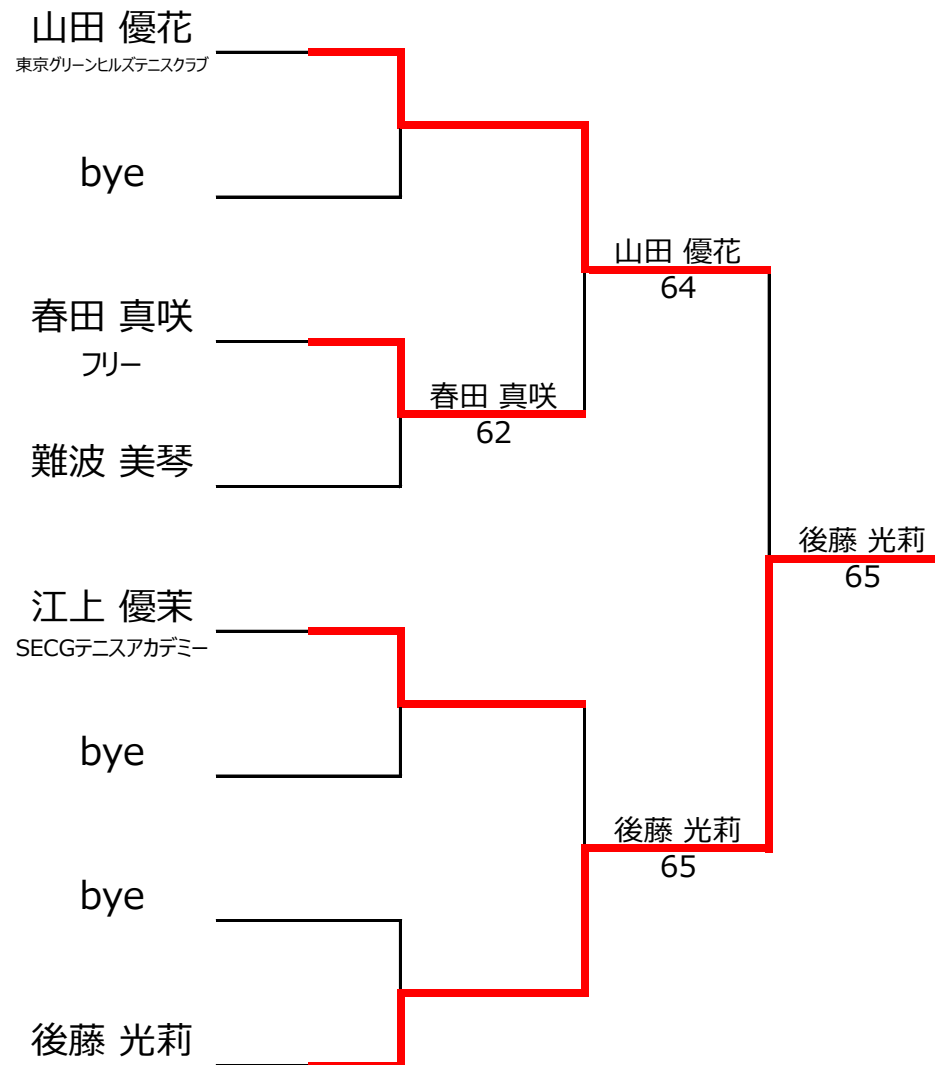 山田 優花
東京グリーンヒルズテニスクラブ
bye
山田 優花
64
春田 真咲
フリー
春田 真咲
62
難波 美琴
後藤 光莉
65
江上 優茉
SECGテニスアカデミー
bye
後藤 光莉
65
bye
後藤 光莉